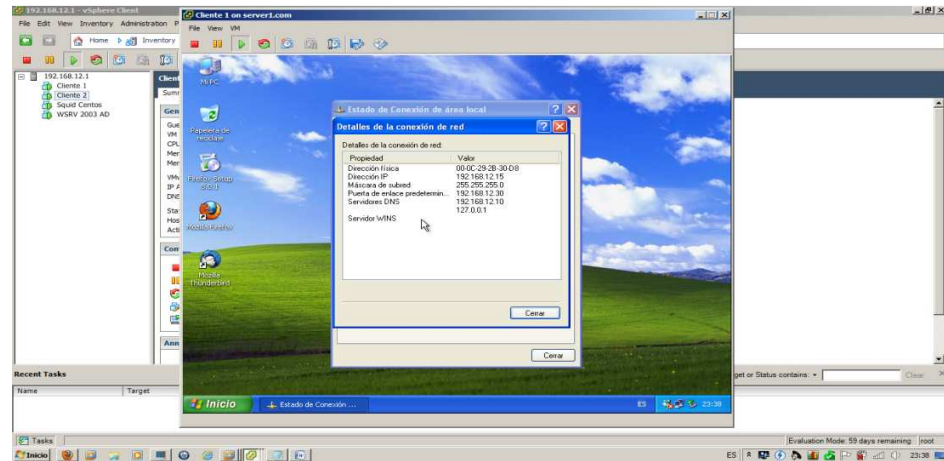 192.168.12.1 - vSphere Client
File Edit View Inventory Administration P
Home
Inventory
192.168.12.1
Cliente 1
Cliente 2
Squid Centos
WSRV 2003 AD
Cliente 1 on server1.com
File View VM
Mi PC
Papelera de reciclaje
Mozilla Firefox
Mozilla Thunderbird
Estado de Conexión de área local
Detalles de la conexión de red
Detalles de la conexión de red:
Propiedad Valor
Dirección física 00-0C-29-2B-30-D8
Dirección IP 192.168.12.15
Máscara de subred 255.255.255.0
Puerta de enlace predetermin... 192.168.12.30
Servidores DNS 192.168.12.10
127.0.0.1
Servidor WINS
Cerrar
Cerrar
Inicio
Estado de Conexión ...
ES
23:38
Recent Tasks
Name Target
get or Status contains:
Clear
Tasks
Evaluation Mode: 59 days remaining root
Inicio
ES
23:38